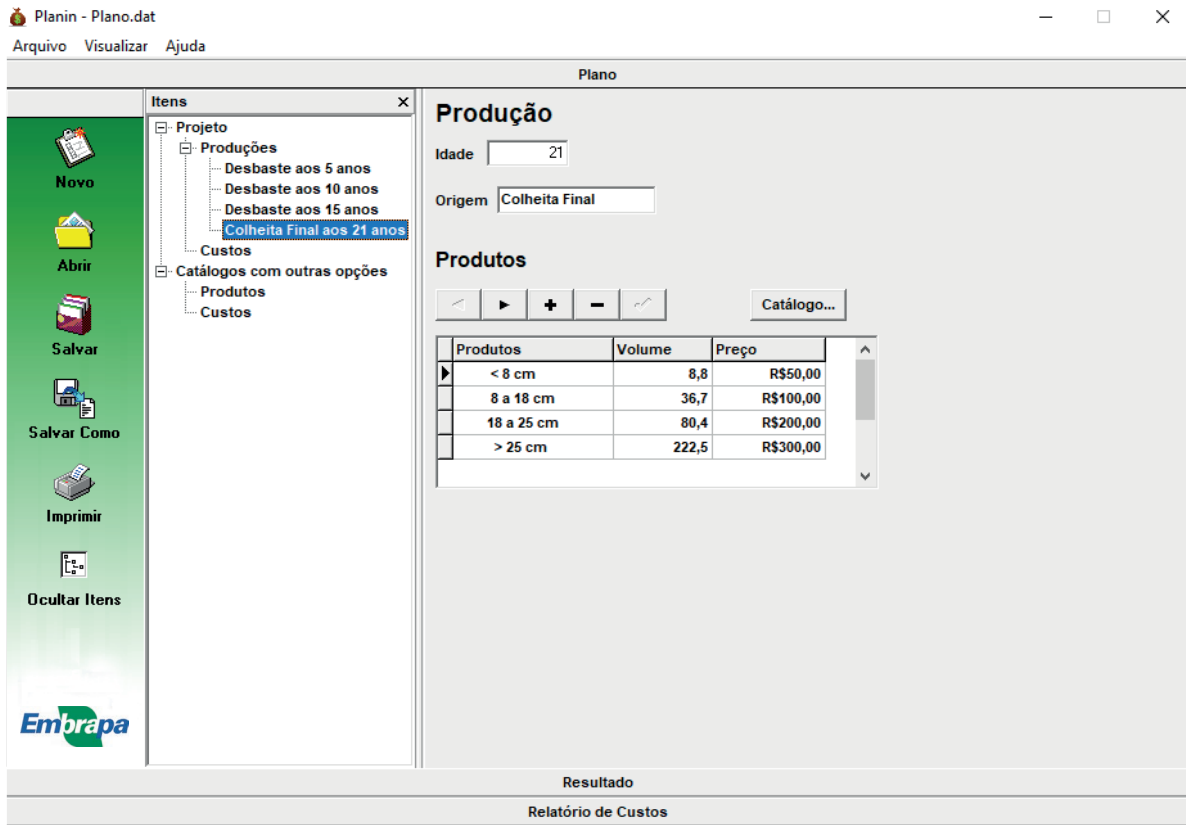 Planin - Plano.dat
Arquivo Visualizar Ajuda
Plano
Novo
Abrir
Salvar
Salvar Como
Imprimir
Ocultar Itens
Embrapa
Itens
Projeto
Produções
Desbaste aos 5 anos
Desbaste aos 10 anos
Desbaste aos 15 anos
Colheita Final aos 21 anos
Custos
Catálogos com outras opções
Produtos
Custos
Produção
Idade 21
Origem Colheita Final
Produtos
Catálogo...
Produtos Volume Preço
< 8 cm 8,8 R$50,00
8 a 18 cm 36,7 R$100,00
18 a 25 cm 80,4 R$200,00
> 25 cm 222,5 R$300,00
Resultado
Relatório de Custos